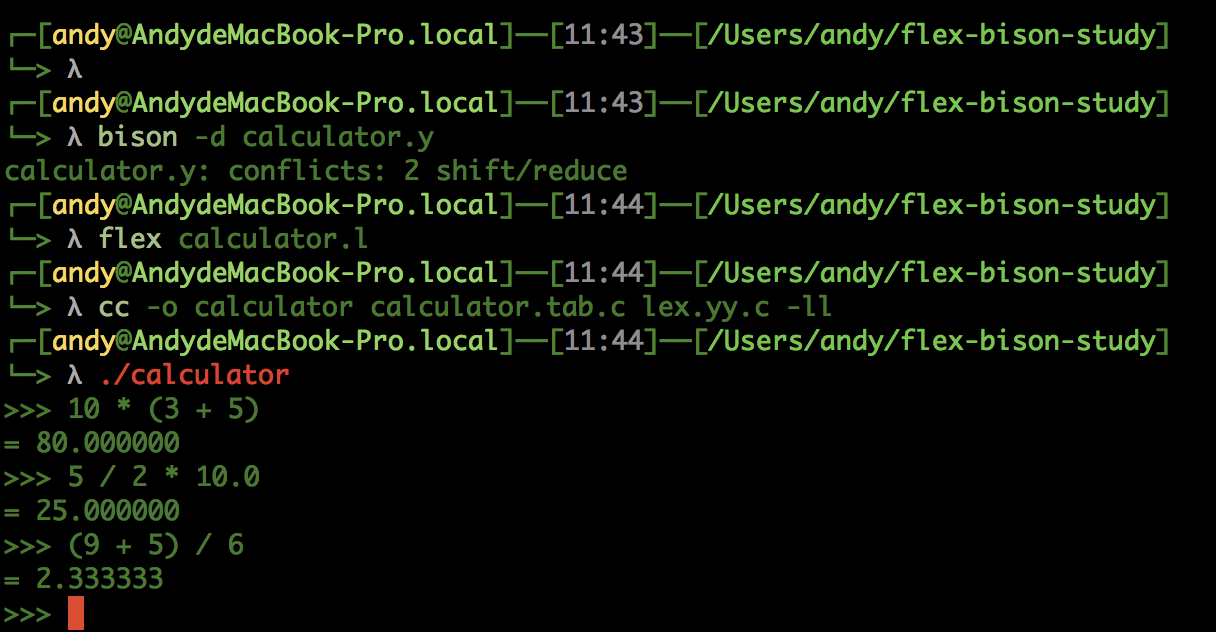 ┌─[andy@AndydeMacBook-Pro.local]──[11:43]──[/Users/andy/flex-bison-study]
└─> λ
┌─[andy@AndydeMacBook-Pro.local]──[11:43]──[/Users/andy/flex-bison-study]
└─> λ bison -d calculator.y
calculator.y: conflicts: 2 shift/reduce
┌─[andy@AndydeMacBook-Pro.local]──[11:44]──[/Users/andy/flex-bison-study]
└─> λ flex calculator.l
┌─[andy@AndydeMacBook-Pro.local]──[11:44]──[/Users/andy/flex-bison-study]
└─> λ cc -o calculator calculator.tab.c lex.yy.c -ll
┌─[andy@AndydeMacBook-Pro.local]──[11:44]──[/Users/andy/flex-bison-study]
└─> λ ./calculator
>>> 10 * (3 + 5)
= 80.000000
>>> 5 / 2 * 10.0
= 25.000000
>>> (9 + 5) / 6
= 2.333333
>>>